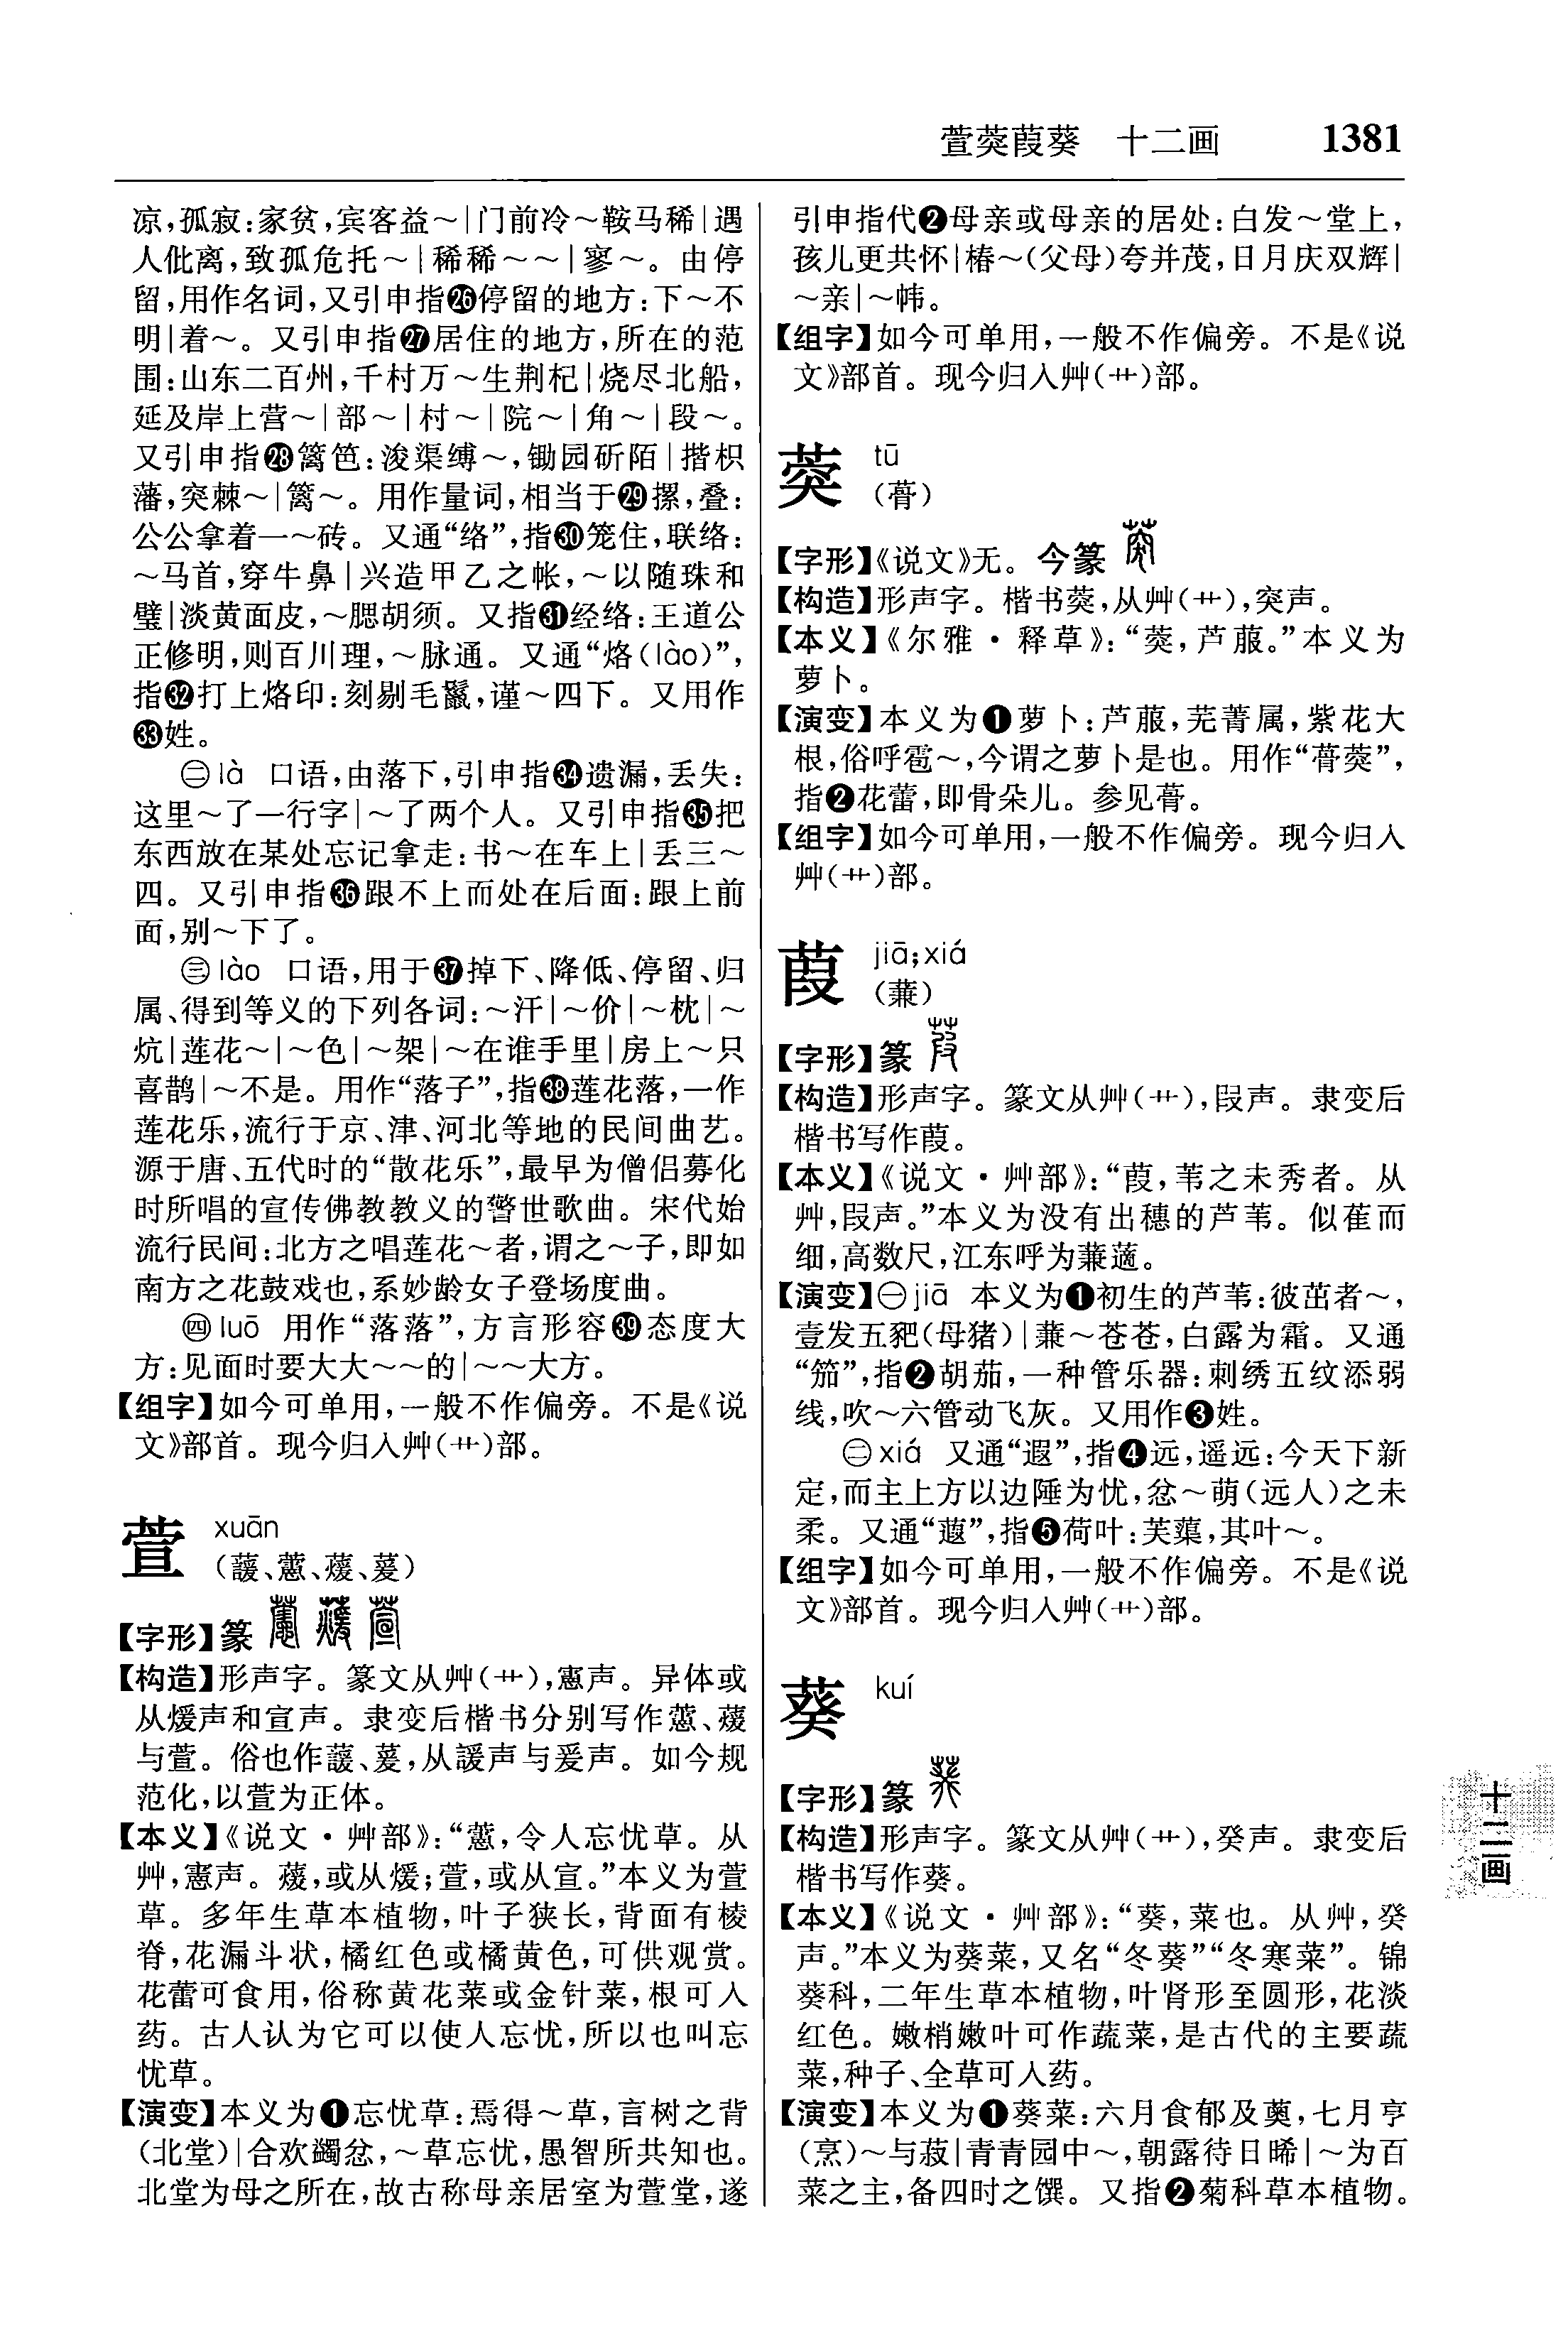 萱葖葭葵 十二画 1381
凉,孤寂:家贫,宾客益～|门前冷～鞍马稀|遇
人仳离,致孤危托～|稀稀～～|寥～。由停
留,用作名词,又引申指㉖停留的地方:下～不
明|着～。又引申指㉗居住的地方,所在的范
围:山东二百州,千村万～生荆杞|烧尽北船,
延及岸上营～|部～|村～|院～|角～|段～。
又引申指㉘篱笆:浚渠缚～,锄园斫陌|揩枳
藩,突棘～|篱～。用作量词,相当于㉙摞,叠:
公公拿着一～砖。又通“络”,指㉚笼住,联络:
～马首,穿牛鼻|兴造甲乙之帐,～以随珠和
璧|淡黄面皮,～腮胡须。又指㉛经络:王道公
正修明,则百川理,～脉通。又通“烙(lào)”,
指㉜打上烙印:刻剔毛鬣,谨～四下。又用作
㉝姓。
㊁là 口语,由落下,引申指㉞遗漏,丢失:
这里～了一行字|～了两个人。又引申指㉟把
东西放在某处忘记拿走:书～在车上|丢三～
四。又引申指㊱跟不上而处在后面:跟上前
面,别～下了。
㊂lào 口语,用于㊲掉下、降低、停留、归
属、得到等义的下列各词:～汗|～价|～枕|～
炕|莲花～|～色|～架|～在谁手里|房上～只
喜鹊|～不是。用作“落子”,指㊳莲花落,一作
莲花乐,流行于京、津、河北等地的民间曲艺。
源于唐、五代时的“散花乐”,最早为僧侣募化
时所唱的宣传佛教教义的警世歌曲。宋代始
流行民间:北方之唱莲花～者,谓之～子,即如
南方之花鼓戏也,系妙龄女子登场度曲。
㊃luō 用作“落落”,方言形容㊴态度大
方:见面时要大大～～的|～～大方。
【组字】如今可单用,一般不作偏旁。不是《说
文》部首。现今归入艸(艹)部。
萱 xuān
(蘐、藼、蕿、萲)
【字形】篆
【构造】形声字。篆文从艸(艹),憲声。异体或
从煖声和宣声。隶变后楷书分别写作藼、蕿
与萱。俗也作蘐、萲,从諼声与爰声。如今规
范化,以萱为正体。
【本义】《说文·艸部》:“藼,令人忘忧草。从
艸,憲声。蕿,或从煖;萱,或从宣。”本义为萱
草。多年生草本植物,叶子狭长,背面有棱
脊,花漏斗状,橘红色或橘黄色,可供观赏。
花蕾可食用,俗称黄花菜或金针菜,根可入
药。古人认为它可以使人忘忧,所以也叫忘
忧草。
【演变】本义为❶忘忧草:焉得～草,言树之背
(北堂)|合欢蠲忿,～草忘忧,愚智所共知也。
北堂为母之所在,故古称母亲居室为萱堂,遂
引申指代❷母亲或母亲的居处:白发～堂上,
孩儿更共怀|椿～(父母)夸并茂,日月庆双辉|
～亲|～帏。
【组字】如今可单用,一般不作偏旁。不是《说
文》部首。现今归入艸(艹)部。
葖 tū
(蓇)
【字形】《说文》无。今篆
【构造】形声字。楷书葖,从艸(艹),突声。
【本义】《尔雅·释草》:“葖,芦萉。”本义为
萝卜。
【演变】本义为❶萝卜:芦菔,芜菁属,紫花大
根,俗呼雹～,今谓之萝卜是也。用作“蓇葖”,
指❷花蕾,即骨朵儿。参见蓇。
【组字】如今可单用,一般不作偏旁。现今归入
艸(艹)部。
葭 jiā;xiá
(蒹)
【字形】篆
【构造】形声字。篆文从艸(艹),叚声。隶变后
楷书写作葭。
【本义】《说文·艸部》:“葭,苇之未秀者。从
艸,叚声。”本义为没有出穗的芦苇。似萑而
细,高数尺,江东呼为蒹薖。
【演变】㊀jiā 本义为❶初生的芦苇:彼茁者～,
壹发五豝(母猪)|蒹～苍苍,白露为霜。又通
“笳”,指❷胡茄,一种管乐器:刺绣五纹添弱
线,吹～六管动飞灰。又用作❸姓。
㊁xiá 又通“遐”,指❹远,遥远:今天下新
定,而主上方以边陲为忧,忿～萌(远人)之未
柔。又通“蕸”,指❺荷叶:芙蕖,其叶～。
【组字】如今可单用,一般不作偏旁。不是《说
文》部首。现今归入艸(艹)部。
葵 kuí
【字形】篆
【构造】形声字。篆文从艸(艹),癸声。隶变后
楷书写作葵。
【本义】《说文·艸部》:“葵,菜也。从艸,癸
声。”本义为葵菜,又名“冬葵”“冬寒菜”。锦
葵科,二年生草本植物,叶肾形至圆形,花淡
红色。嫩梢嫩叶可作蔬菜,是古代的主要蔬
菜,种子、全草可入药。
【演变】本义为❶葵菜:六月食郁及薁,七月亨
(烹)～与菽|青青园中～,朝露待日晞|～为百
菜之主,备四时之馔。又指❷菊科草本植物。
十二画